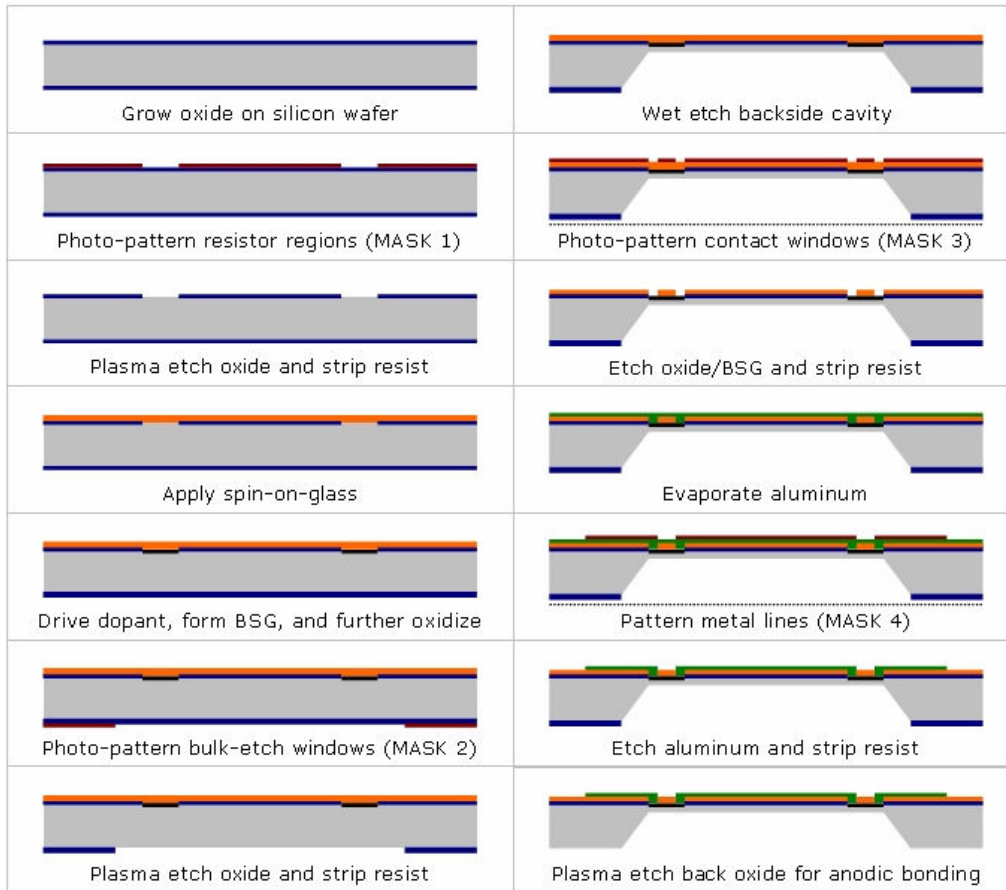 Grow oxide on silicon wafer
Photo-pattern resistor regions (MASK 1)
Plasma etch oxide and strip resist
Apply spin-on-glass
Drive dopant, form BSG, and further oxidize
Photo-pattern bulk-etch windows (MASK 2)
Plasma etch oxide and strip resist
Wet etch backside cavity
Photo-pattern contact windows (MASK 3)
Etch oxide/BSG and strip resist
Evaporate aluminum
Pattern metal lines (MASK 4)
Etch aluminum and strip resist
Plasma etch back oxide for anodic bonding